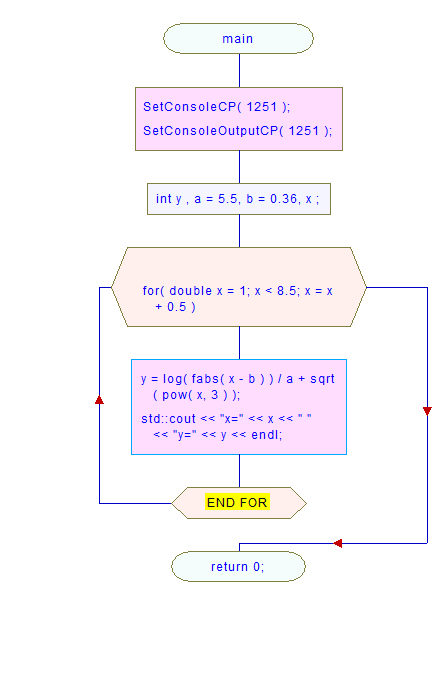 main
SetConsoleCP( 1251 );
SetConsoleOutputCP( 1251 );
int y , a = 5.5, b = 0.36, x ;
for( double x = 1; x < 8.5; x = x
+ 0.5 )
y = log( fabs( x - b ) ) / a + sqrt
( pow( x, 3 ) );
std::cout << "x=" << x << " "
<< "y=" << y << endl;
END FOR
return 0;